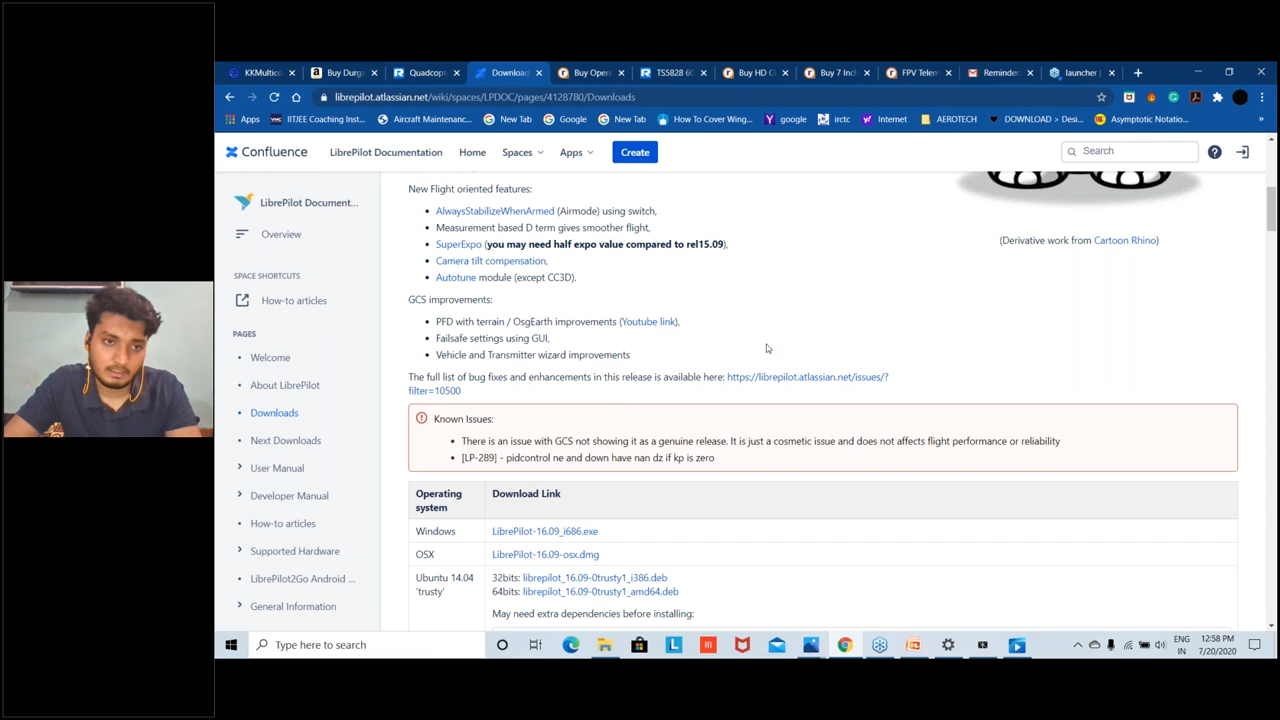 KKMultico
Buy Durga
Quadcopt
Download
Buy Open
TS5828 60
Buy HD C
Buy 7 Inch
FPV Telem
Reminder
launcher |
librepilot.atlassian.net/wiki/spaces/LPDOC/pages/4128780/Downloads
Apps
IITJEE Coaching Inst...
Aircraft Maintenanc...
New Tab
Google
New Tab
How To Cover Wing...
google
irctc
Internet
AEROTECH
DOWNLOAD > Desi...
Asymptotic Notatio...
»
Confluence
LibrePilot Documentation
Home
Spaces
Apps
Create
Search
LibrePilot Document...
Overview
SPACE SHORTCUTS
How-to articles
PAGES
Welcome
About LibrePilot
Downloads
Next Downloads
User Manual
Developer Manual
How-to articles
Supported Hardware
LibrePilot2Go Android ...
General Information
New Flight oriented features:
AlwaysStabilizeWhenArmed (Airmode) using switch,
Measurement based D term gives smoother flight,
SuperExpo (you may need half expo value compared to rel15.09),
Camera tilt compensation,
Autotune module (except CC3D).
(Derivative work from Cartoon Rhino)
GCS improvements:
PFD with terrain / OsgEarth improvements (Youtube link),
Failsafe settings using GUI,
Vehicle and Transmitter wizard improvements
The full list of bug fixes and enhancements in this release is available here: https://librepilot.atlassian.net/issues/?
filter=10500
Known Issues:
There is an issue with GCS not showing it as a genuine release. It is just a cosmetic issue and does not affects flight performance or reliability
[LP-289] - pidcontrol ne and down have nan dz if kp is zero
Operating
system
Download Link
Windows
LibrePilot-16.09_i686.exe
OSX
LibrePilot-16.09-osx.dmg
Ubuntu 14.04
'trusty'
32bits: librepilot_16.09-0trusty1_i386.deb
64bits: librepilot_16.09-0trusty1_amd64.deb
May need extra dependencies before installing:
Type here to search
ENG
IN
12:58 PM
7/20/2020